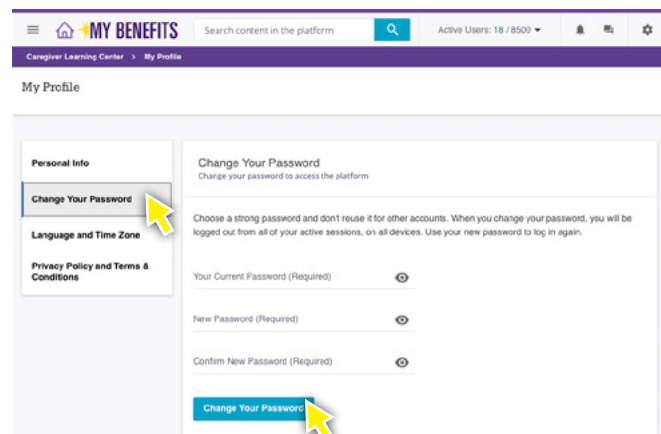 MY BENEFITS
Search content in the platform
Active Users: 18 / 8500
Caregiver Learning Center > My Profile
My Profile
Personal Info
Change Your Password
Language and Time Zone
Privacy Policy and Terms &
Conditions
Change Your Password
Change your password to access the platform
Choose a strong password and don't reuse it for other accounts. When you change your password, you will be
logged out from all of your active sessions, on all devices. Use your new password to log in
again.
Your Current Password (Required)
New Password (Required)
Confirm New Password (Required)
Change Your Password